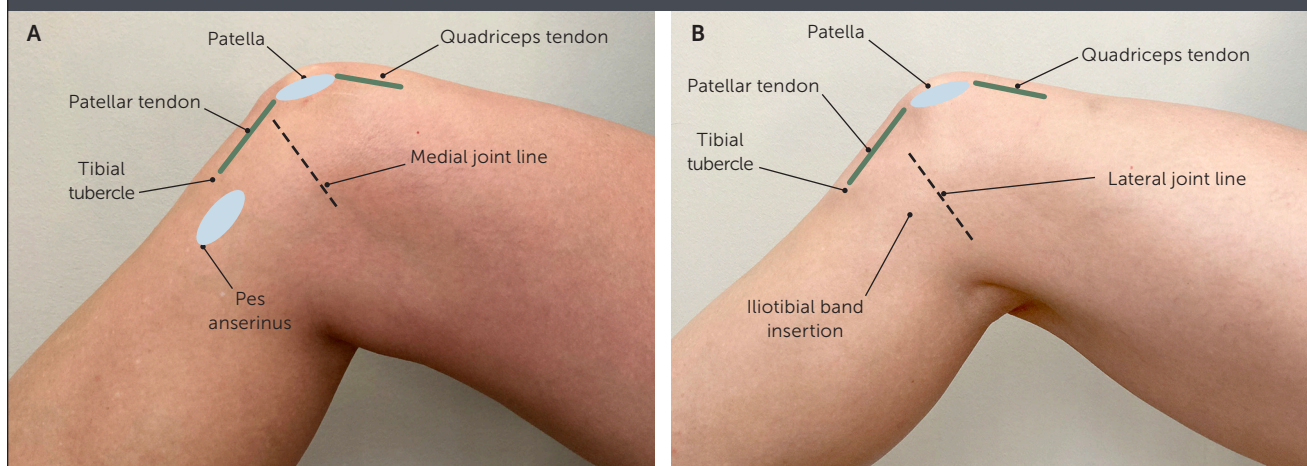 A
Patella
Quadriceps tendon
Patellar tendon
Tibial
tubercle
Medial joint line
Pes
anserinus
B
Patella
Quadriceps tendon
Patellar tendon
Tibial
tubercle
Lateral joint line
Iliotibial band
insertion